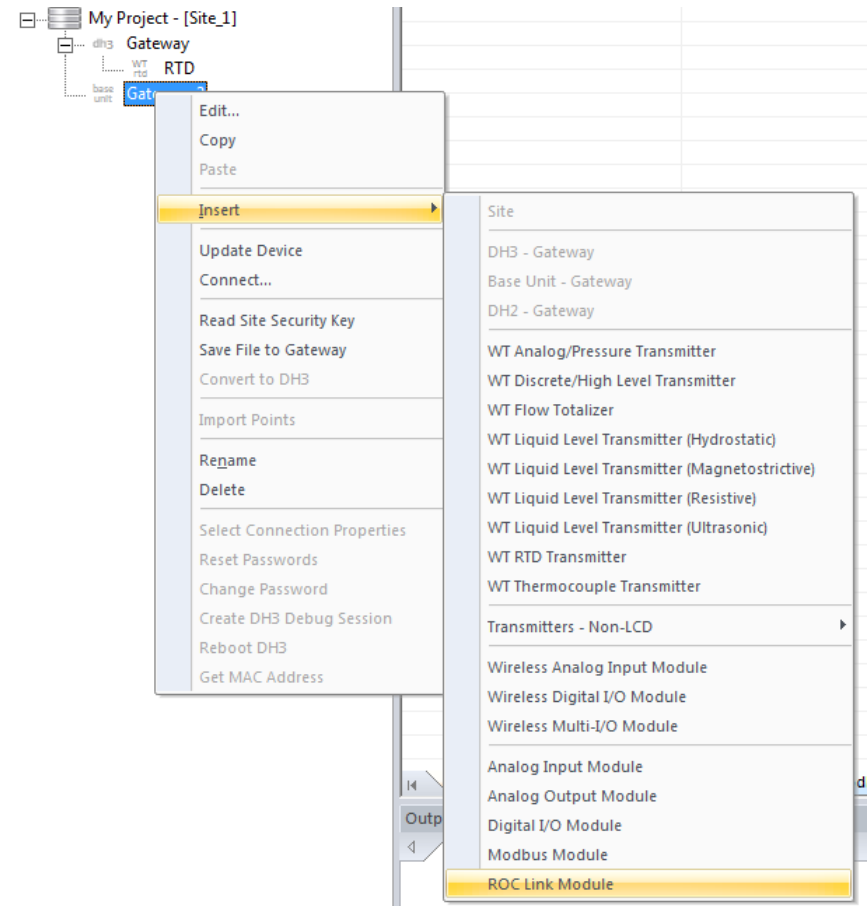 My Project - [Site_1]
dh3 Gateway
WT rtd RTD
base unit
Edit...
Copy
Paste
Insert
Update Device
Connect...
Read Site Security Key
Save File to Gateway
Convert to DH3
Import Points
Rename
Delete
Select Connection Properties
Reset Passwords
Change Password
Create DH3 Debug Session
Reboot DH3
Get MAC Address
Site
DH3 - Gateway
Base Unit - Gateway
DH2 - Gateway
WT Analog/Pressure Transmitter
WT Discrete/High Level Transmitter
WT Flow Totalizer
WT Liquid Level Transmitter (Hydrostatic)
WT Liquid Level Transmitter (Magnetostrictive)
WT Liquid Level Transmitter (Resistive)
WT Liquid Level Transmitter (Ultrasonic)
WT RTD Transmitter
WT Thermocouple Transmitter
Transmitters - Non-LCD
Wireless Analog Input Module
Wireless Digital I/O Module
Wireless Multi-I/O Module
Analog Input Module
Analog Output Module
Digital I/O Module
Modbus Module
ROC Link Module
Outp